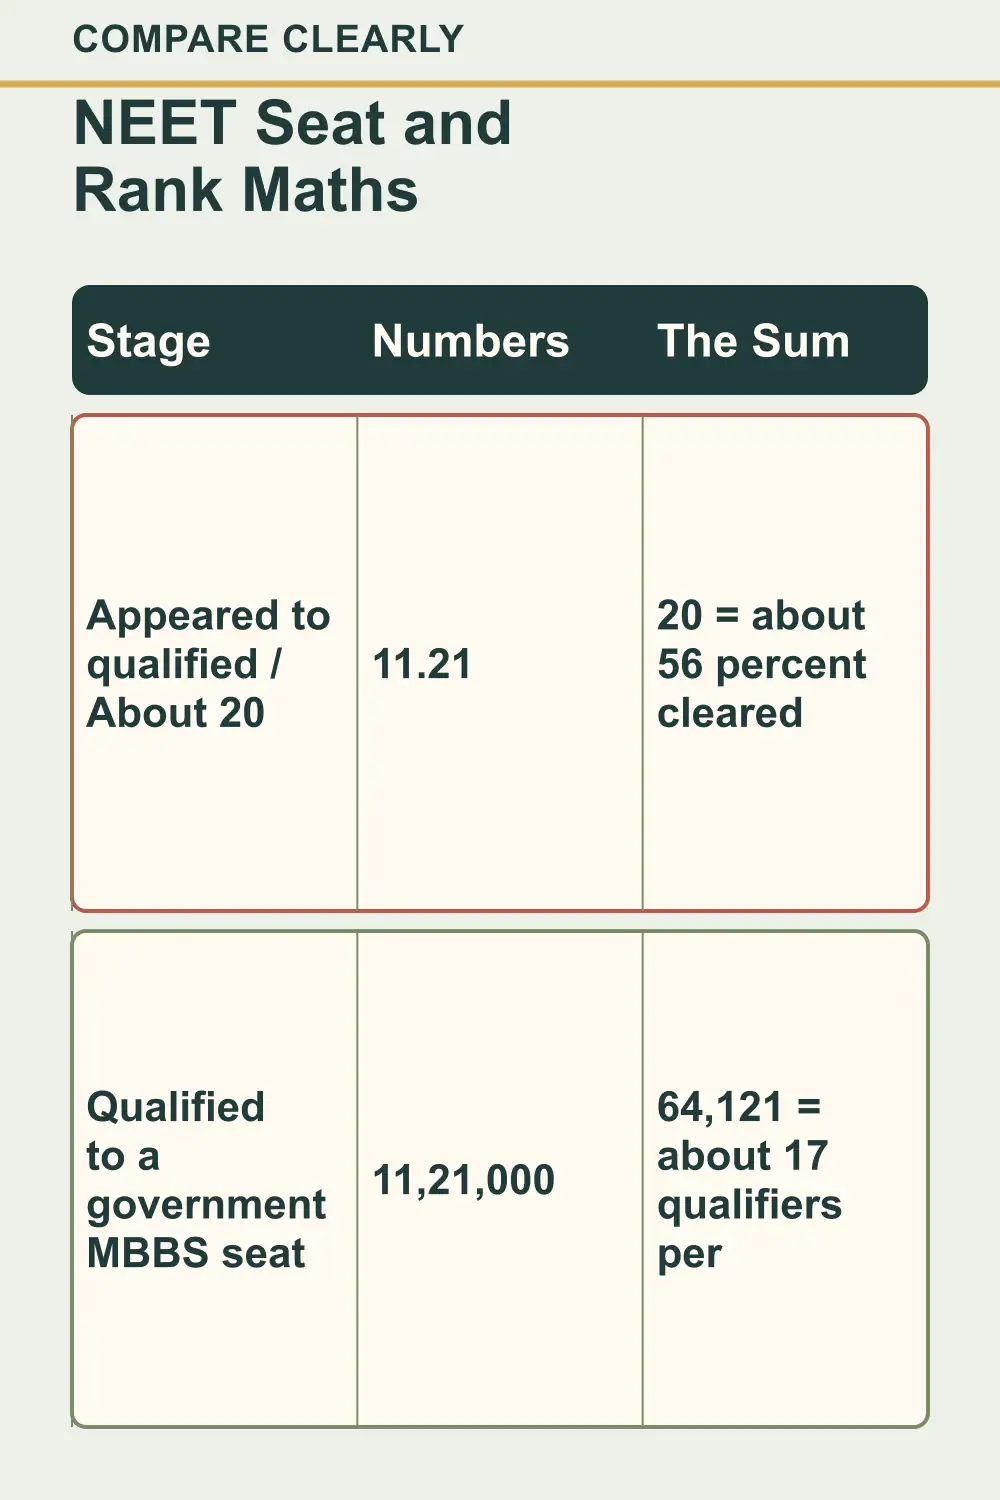 COMPARE CLEARLY
NEET Seat and
Rank Maths
Stage
Numbers
The Sum
Appeared to
qualified /
About 20
11.21
20 = about
56 percent
cleared
Qualified
to a
government
MBBS seat
11,21,000
64,121 =
about 17
qualifiers
per